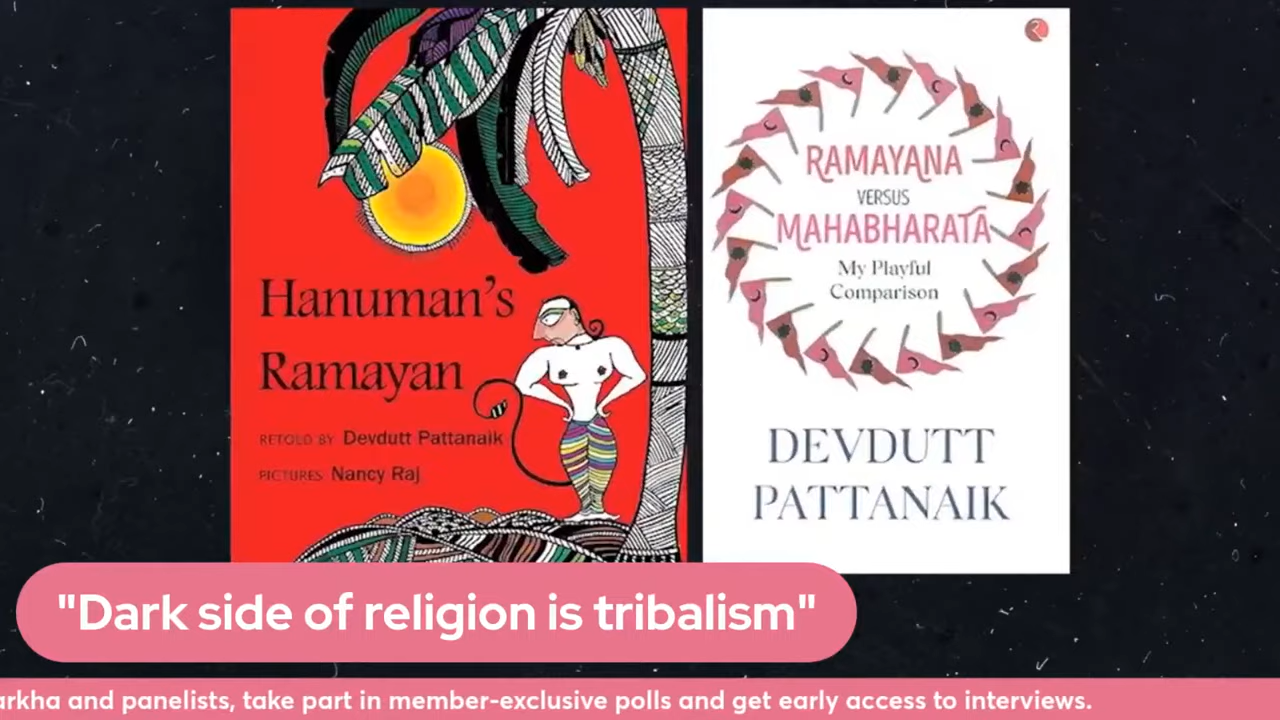 Hanuman's
Ramayan
RETOLD BY Devdutt Pattanaik
PICTURES Nancy Raj
RAMAYANA
VERSUS
MAHABHARATA
My Playful
Comparison
DEVDUTT
PATTANAIK
"Dark side of religion is tribalism"
arkha and panelists, take part in member-exclusive polls and get early access to interviews.